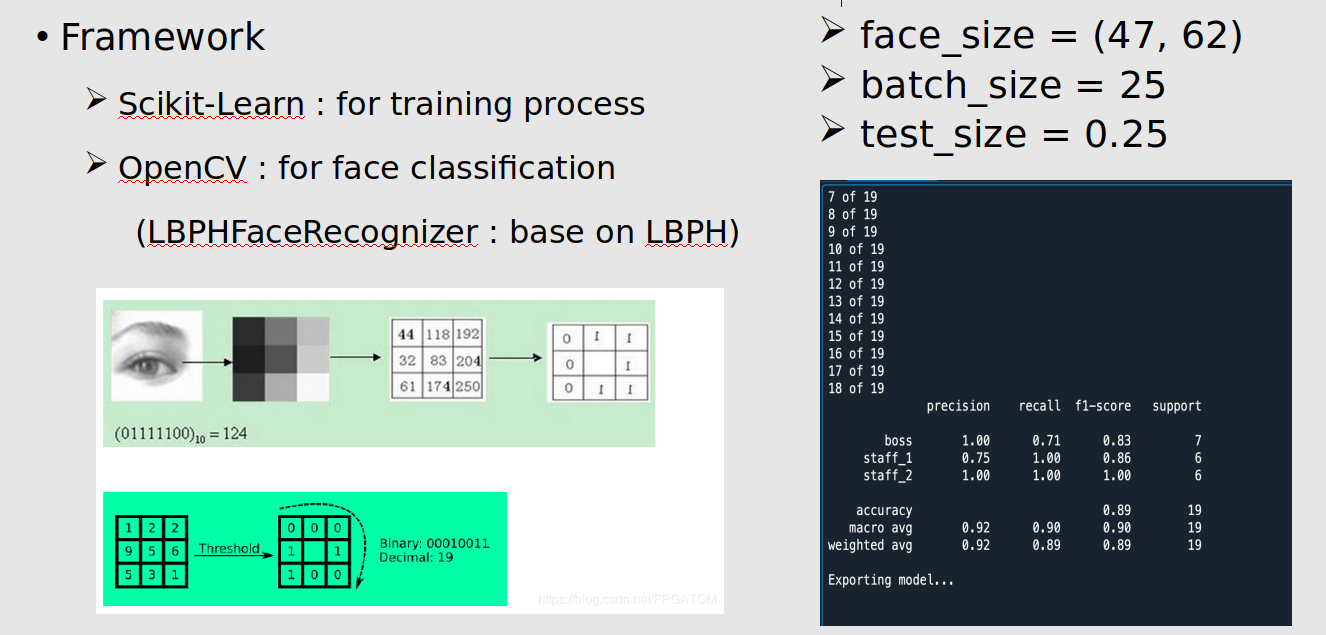 • Framework
➢ Scikit-Learn : for training process
➢ OpenCV : for face classification
(LBPHFaceRecognizer : base on LBPH)
44 118 192
32 83 204
61 174 250
0 1 1
0 1
0 1 1
(01111100)₁₀ = 124
1 2 2
9 5 6
5 3 1
Threshold
0 0 0
1 1
1 0 0
Binary: 00010011
Decimal: 19
https://blog.csdn.net/FPGATOM
➢ face_size = (47, 62)
➢ batch_size = 25
➢ test_size = 0.25
7 of 19
8 of 19
9 of 19
10 of 19
11 of 19
12 of 19
13 of 19
14 of 19
15 of 19
16 of 19
17 of 19
18 of 19
precision recall f1-score support
boss 1.00 0.71 0.83 7
staff_1 0.75 1.00 0.86 6
staff_2 1.00 1.00 1.00 6
accuracy 0.89 19
macro avg 0.92 0.90 0.90 19
weighted avg 0.92 0.89 0.89 19
Exporting model...